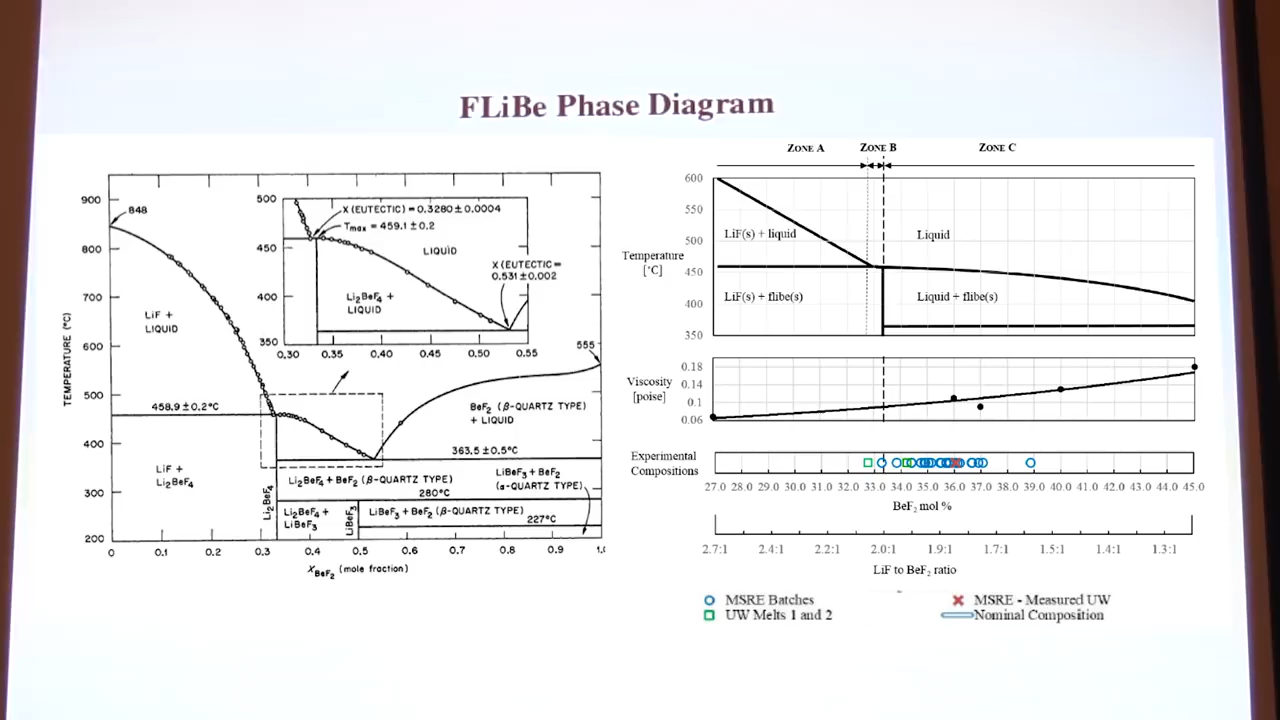 FLiBe Phase Diagram
900
800
700
600
500
400
300
200
TEMPERATURE (°C)
848
LiF +
LIQUID
458.9 ± 0.2°C
LiF +
Li₂BeF₄
500
450
400
350
0.30 0.35 0.40 0.45 0.50 0.55
X (EUTECTIC) = 0.3280 ± 0.0004
Tmax = 459.1 ± 0.2
LIQUID
X (EUTECTIC =
0.531 ± 0.002
Li₂BeF₄ +
LIQUID
555
BeF₂ (β-QUARTZ TYPE)
+ LIQUID
363.5 ± 0.5°C
Li₂BeF₄ + BeF₂ (β-QUARTZ TYPE)
280°C
LiBeF₃ + BeF₂
(α-QUARTZ TYPE)
Li₂BeF₄
Li₂BeF₄ +
LiBeF₃
LiBeF₃
LiBeF₃ + BeF₂ (β-QUARTZ TYPE)
227°C
0 0.1 0.2 0.3 0.4 0.5 0.6 0.7 0.8 0.9 1.
XBeF₂ (mole fraction)
ZONE A ZONE B ZONE C
600
550
500
450
400
350
Temperature
[°C]
LiF(s) + liquid
Liquid
LiF(s) + flibe(s)
Liquid + flibe(s)
Viscosity
[poise]
0.18
0.14
0.1
0.06
Experimental
Compositions
27.0 28.0 29.0 30.0 31.0 32.0 33.0 34.0 35.0 36.0 37.0 38.0 39.0 40.0 41.0 42.0 43.0 44.0 45.0
BeF₂ mol %
2.7:1 2.4:1 2.2:1 2.0:1 1.9:1 1.7:1 1.5:1 1.4:1 1.3:1
LiF to BeF₂ ratio
MSRE Batches
MSRE - Measured UW
UW Melts 1 and 2
Nominal Composition